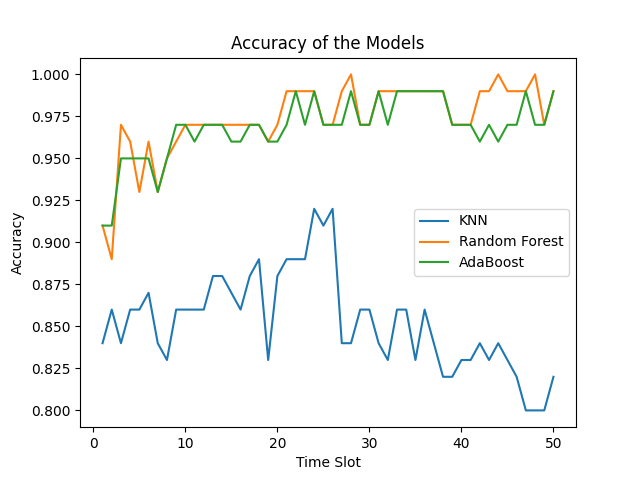 Accuracy of the Models
1.000
0.975
0.950
0.925
0.900
0.875
0.850
0.825
0.800
Accuracy
KNN
Random Forest
AdaBoost
0 10 20 30 40 50
Time Slot